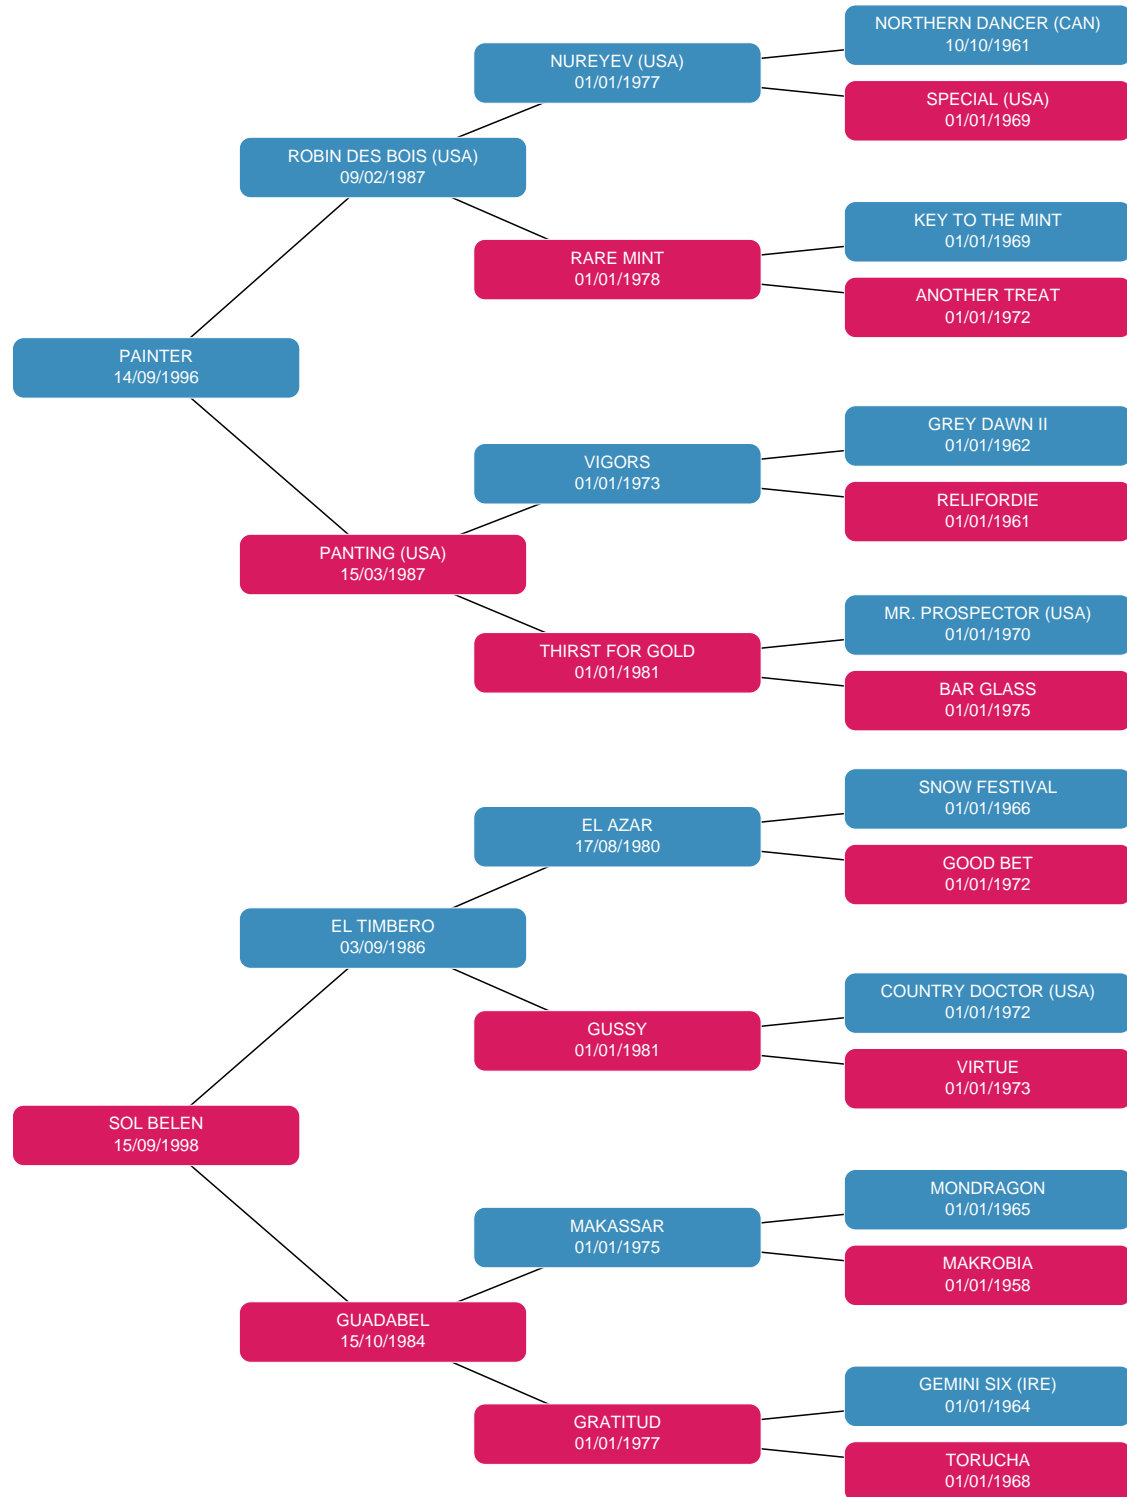 NORTHERN DANCER (CAN)
10/10/1961
NUREYEV (USA)
01/01/1977
SPECIAL (USA)
01/01/1969
ROBIN DES BOIS (USA)
09/02/1987
KEY TO THE MINT
01/01/1969
RARE MINT
01/01/1978
ANOTHER TREAT
01/01/1972
PAINTER
14/09/1996
GREY DAWN II
01/01/1962
VIGORS
01/01/1973
RELIFORDIE
01/01/1961
PANTING (USA)
15/03/1987
MR. PROSPECTOR (USA)
01/01/1970
THIRST FOR GOLD
01/01/1981
BAR GLASS
01/01/1975
SNOW FESTIVAL
01/01/1966
EL AZAR
17/08/1980
GOOD BET
01/01/1972
EL TIMBERO
03/09/1986
COUNTRY DOCTOR (USA)
01/01/1972
GUSSY
01/01/1981
VIRTUE
01/01/1973
SOL BELEN
15/09/1998
MONDRAGON
01/01/1965
MAKASSAR
01/01/1975
MAKROBIA
01/01/1958
GUADABEL
15/10/1984
GEMINI SIX (IRE)
01/01/1964
GRATITUD
01/01/1977
TORUCHA
01/01/1968